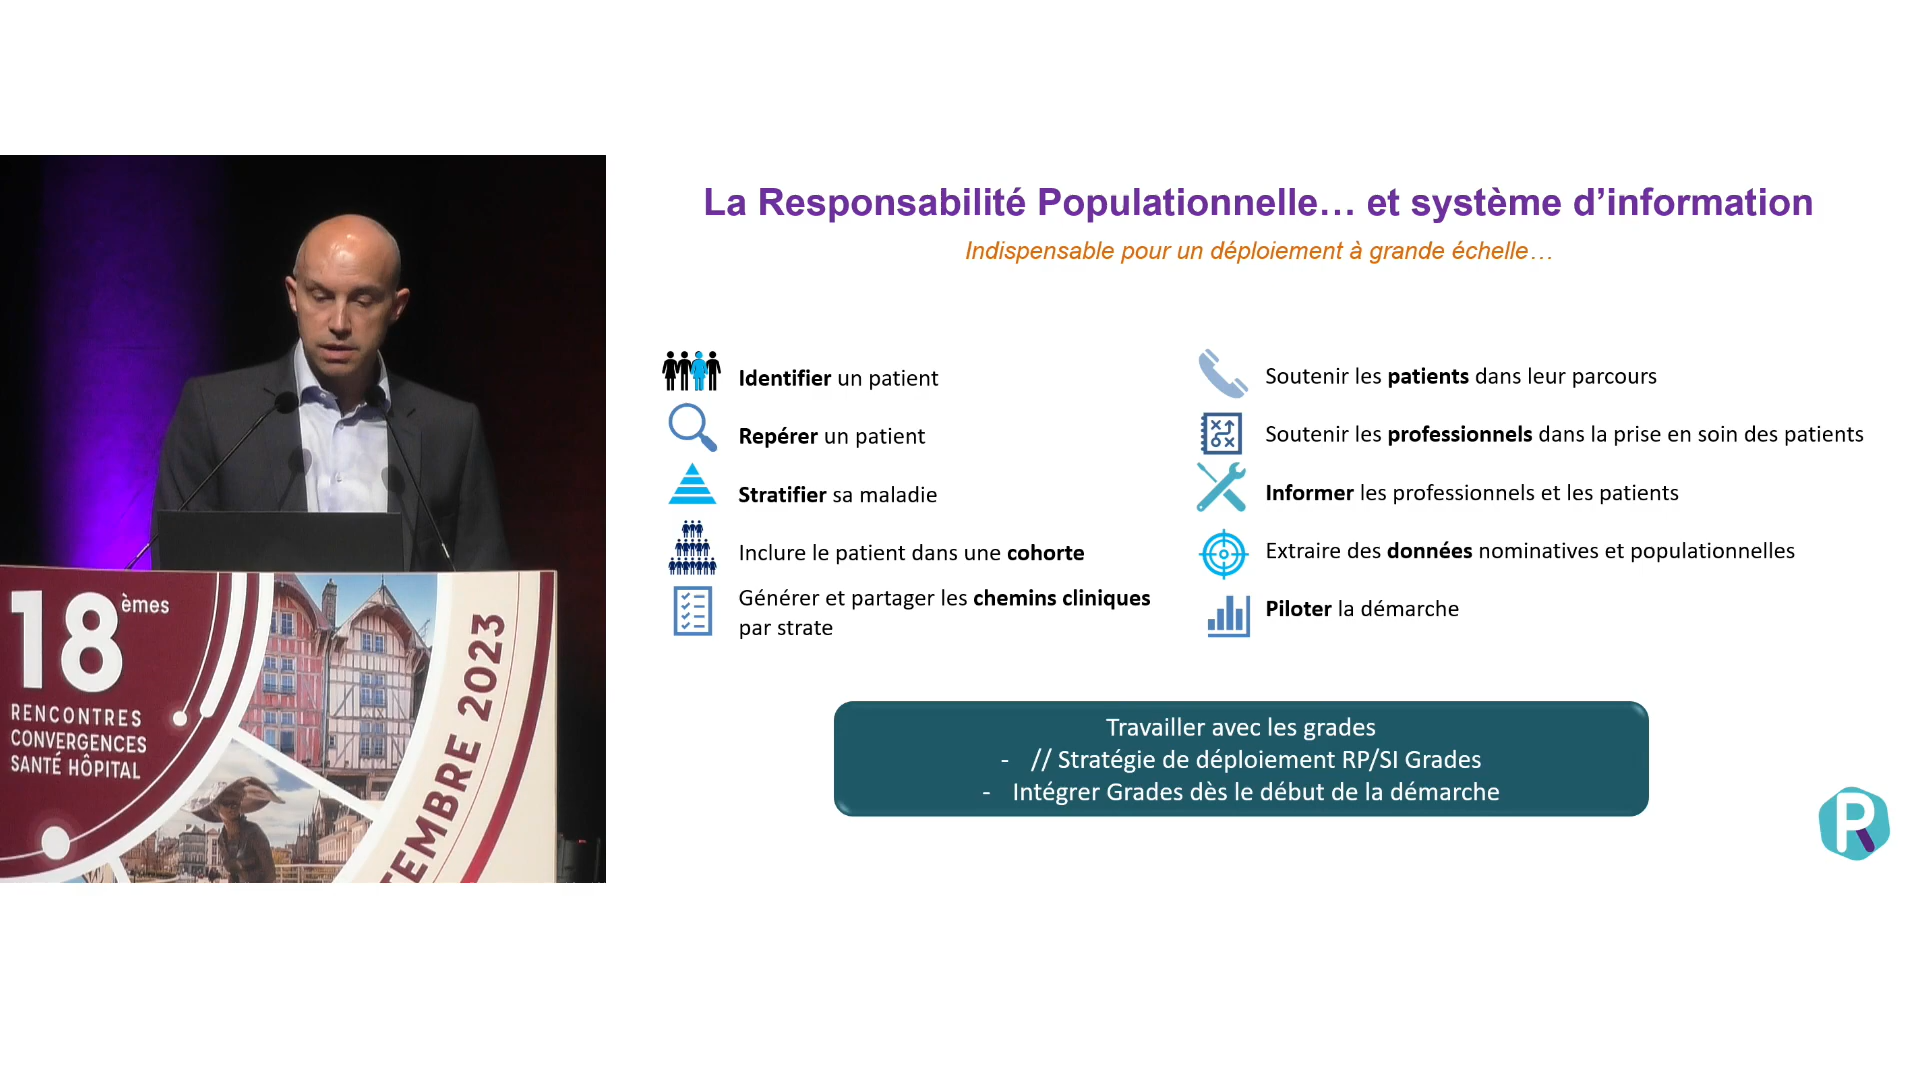 La Responsabilité Populationnelle… et système d’information
Indispensable pour un déploiement à grande échelle…
Identifier un patient
Repérer un patient
Stratifier sa maladie
Inclure le patient dans une cohorte
Générer et partager les chemins cliniques
par strate
Soutenir les patients dans leur parcours
Soutenir les professionnels dans la prise en soin des patients
Informer les professionnels et les patients
Extraire des données nominatives et populationnelles
Piloter la démarche
Travailler avec les grades
- // Stratégie de déploiement RP/SI Grades
- Intégrer Grades dès le début de la démarche
18èmes
RENCONTRES
CONVERGENCES
SANTÉ HÔPITAL
TEMBRE 2023
PR